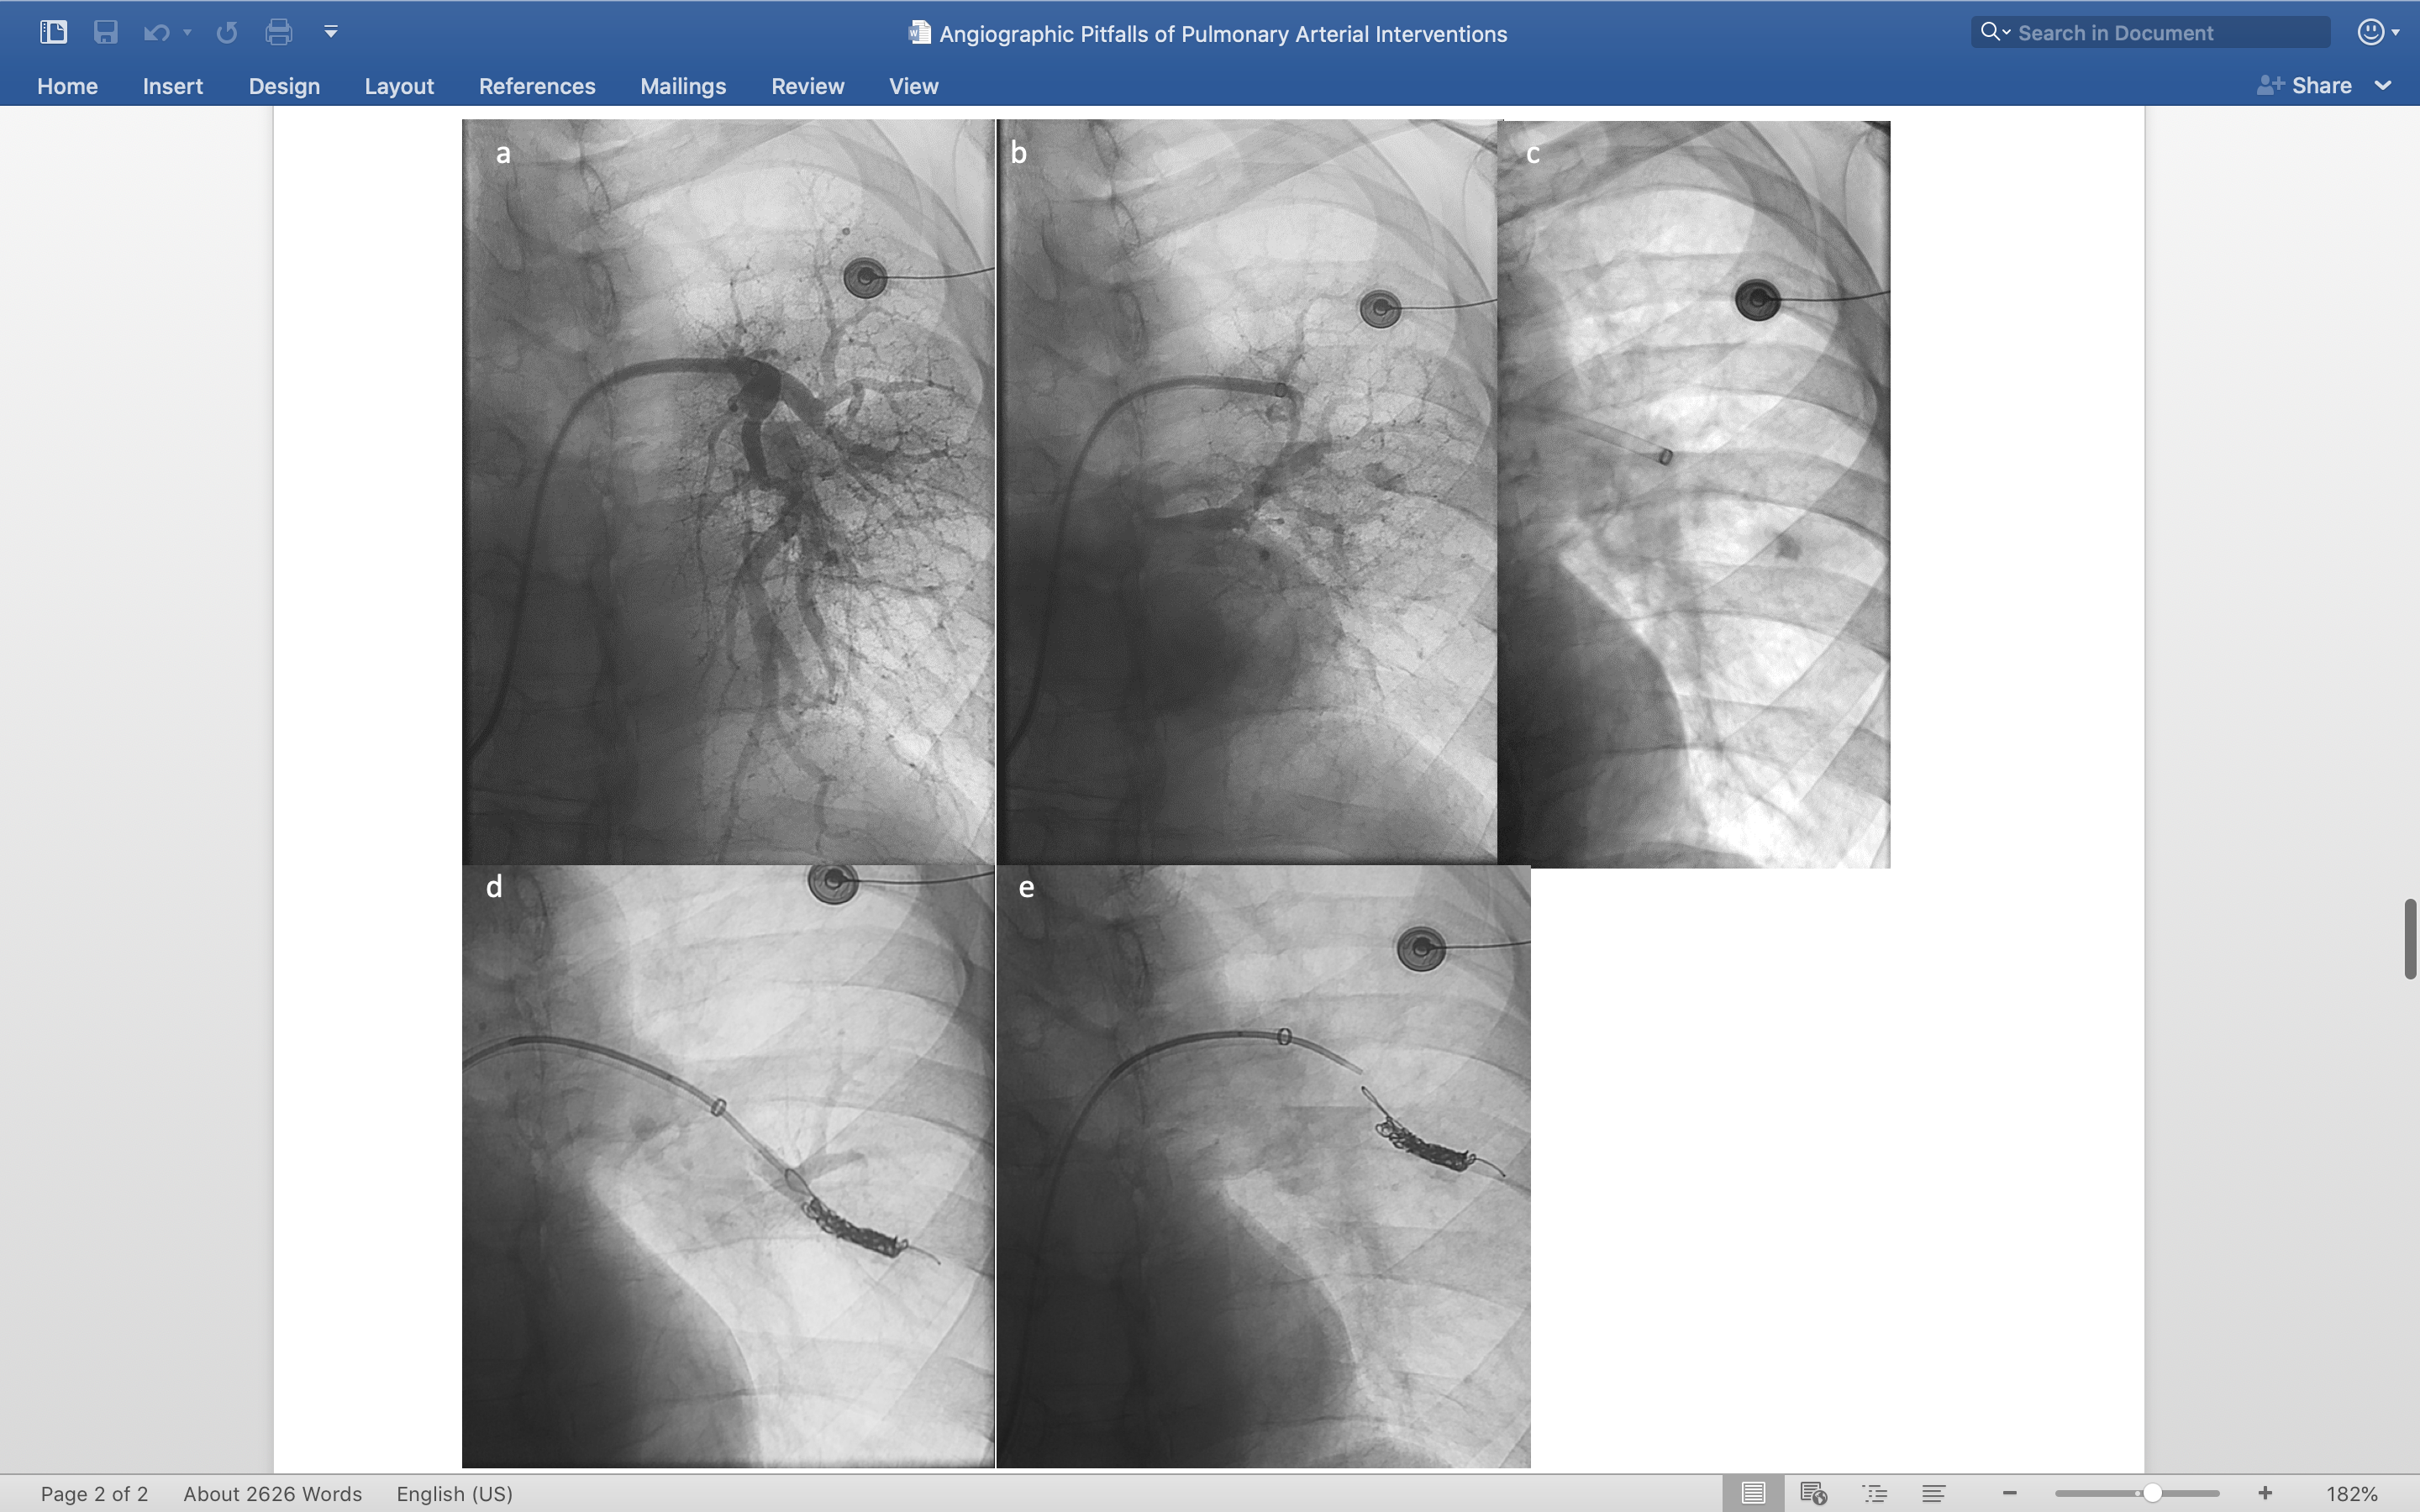 Angiographic Pitfalls of Pulmonary Arterial Interventions
Search in Document
Home Insert Design Layout References Mailings Review View Share
a b c
d e
Page 2 of 2 About 2626 Words English (US) 182%